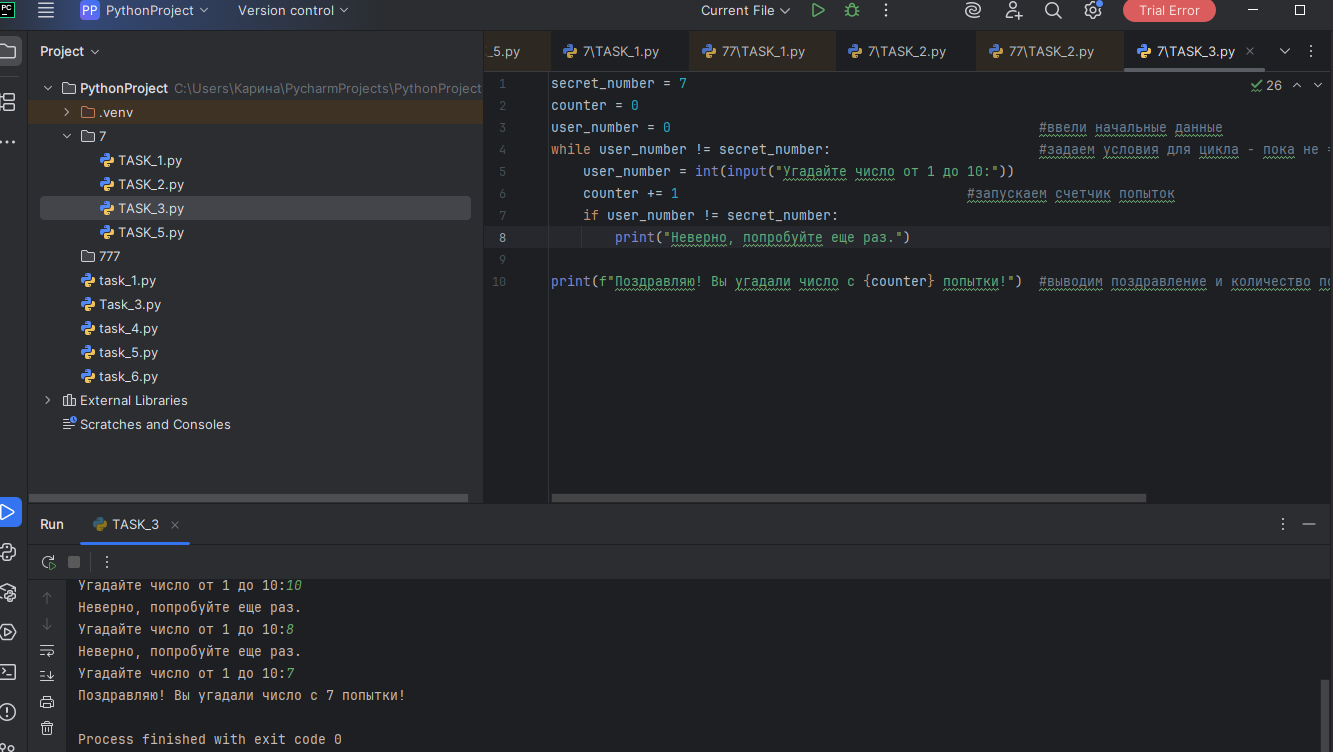 PC
PP PythonProject Version control Current File Trial Error
Project
_5.py 7\TASK_1.py 77\TASK_1.py 7\TASK_2.py 77\TASK_2.py 7\TASK_3.py
PythonProject C:\Users\Карина\PycharmProjects\PythonProject
.venv
7
TASK_1.py
TASK_2.py
TASK_3.py
TASK_5.py
777
task_1.py
Task_3.py
task_4.py
task_5.py
task_6.py
External Libraries
Scratches and Consoles
26
1 secret_number = 7
2 counter = 0
3 user_number = 0 #ввели начальные данные
4 while user_number != secret_number: #задаем условия для цикла - пока не =
5 user_number = int(input("Угадайте число от 1 до 10:"))
6 counter += 1 #запускаем счетчик попыток
7 if user_number != secret_number:
8 print("Неверно, попробуйте еще раз.")
9
10 print(f"Поздравляю! Вы угадали число с {counter} попытки!") #выводим поздравление и количество по
Run TASK_3
Угадайте число от 1 до 10:10
Неверно, попробуйте еще раз.
Угадайте число от 1 до 10:8
Неверно, попробуйте еще раз.
Угадайте число от 1 до 10:7
Поздравляю! Вы угадали число с 7 попытки!
Process finished with exit code 0